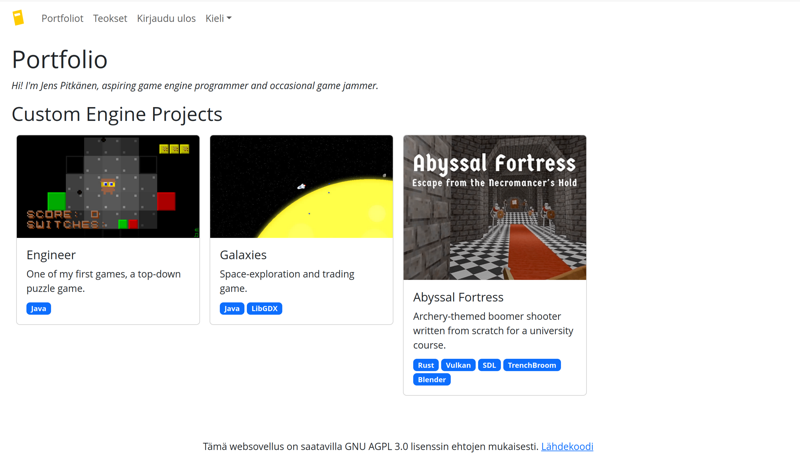 Portfoliot Teokset Kirjaudu ulos Kieli
Portfolio
Hi! I'm Jens Pitkänen, aspiring game engine programmer and occasional game jammer.
Custom Engine Projects
SCORE: 0
SWITCHES
Engineer
One of my first games, a top-down
puzzle game.
Java
Galaxies
Space-exploration and trading
game.
Java LibGDX
Abyssal Fortress
Escape from the Necromancer's Hold
Abyssal Fortress
Archery-themed boomer shooter
written from scratch for a university
course.
Rust Vulkan SDL TrenchBroom
Blender
Tämä websovellus on saatavilla GNU AGPL 3.0 lisenssin ehtojen mukaisesti. Lähdekoodi